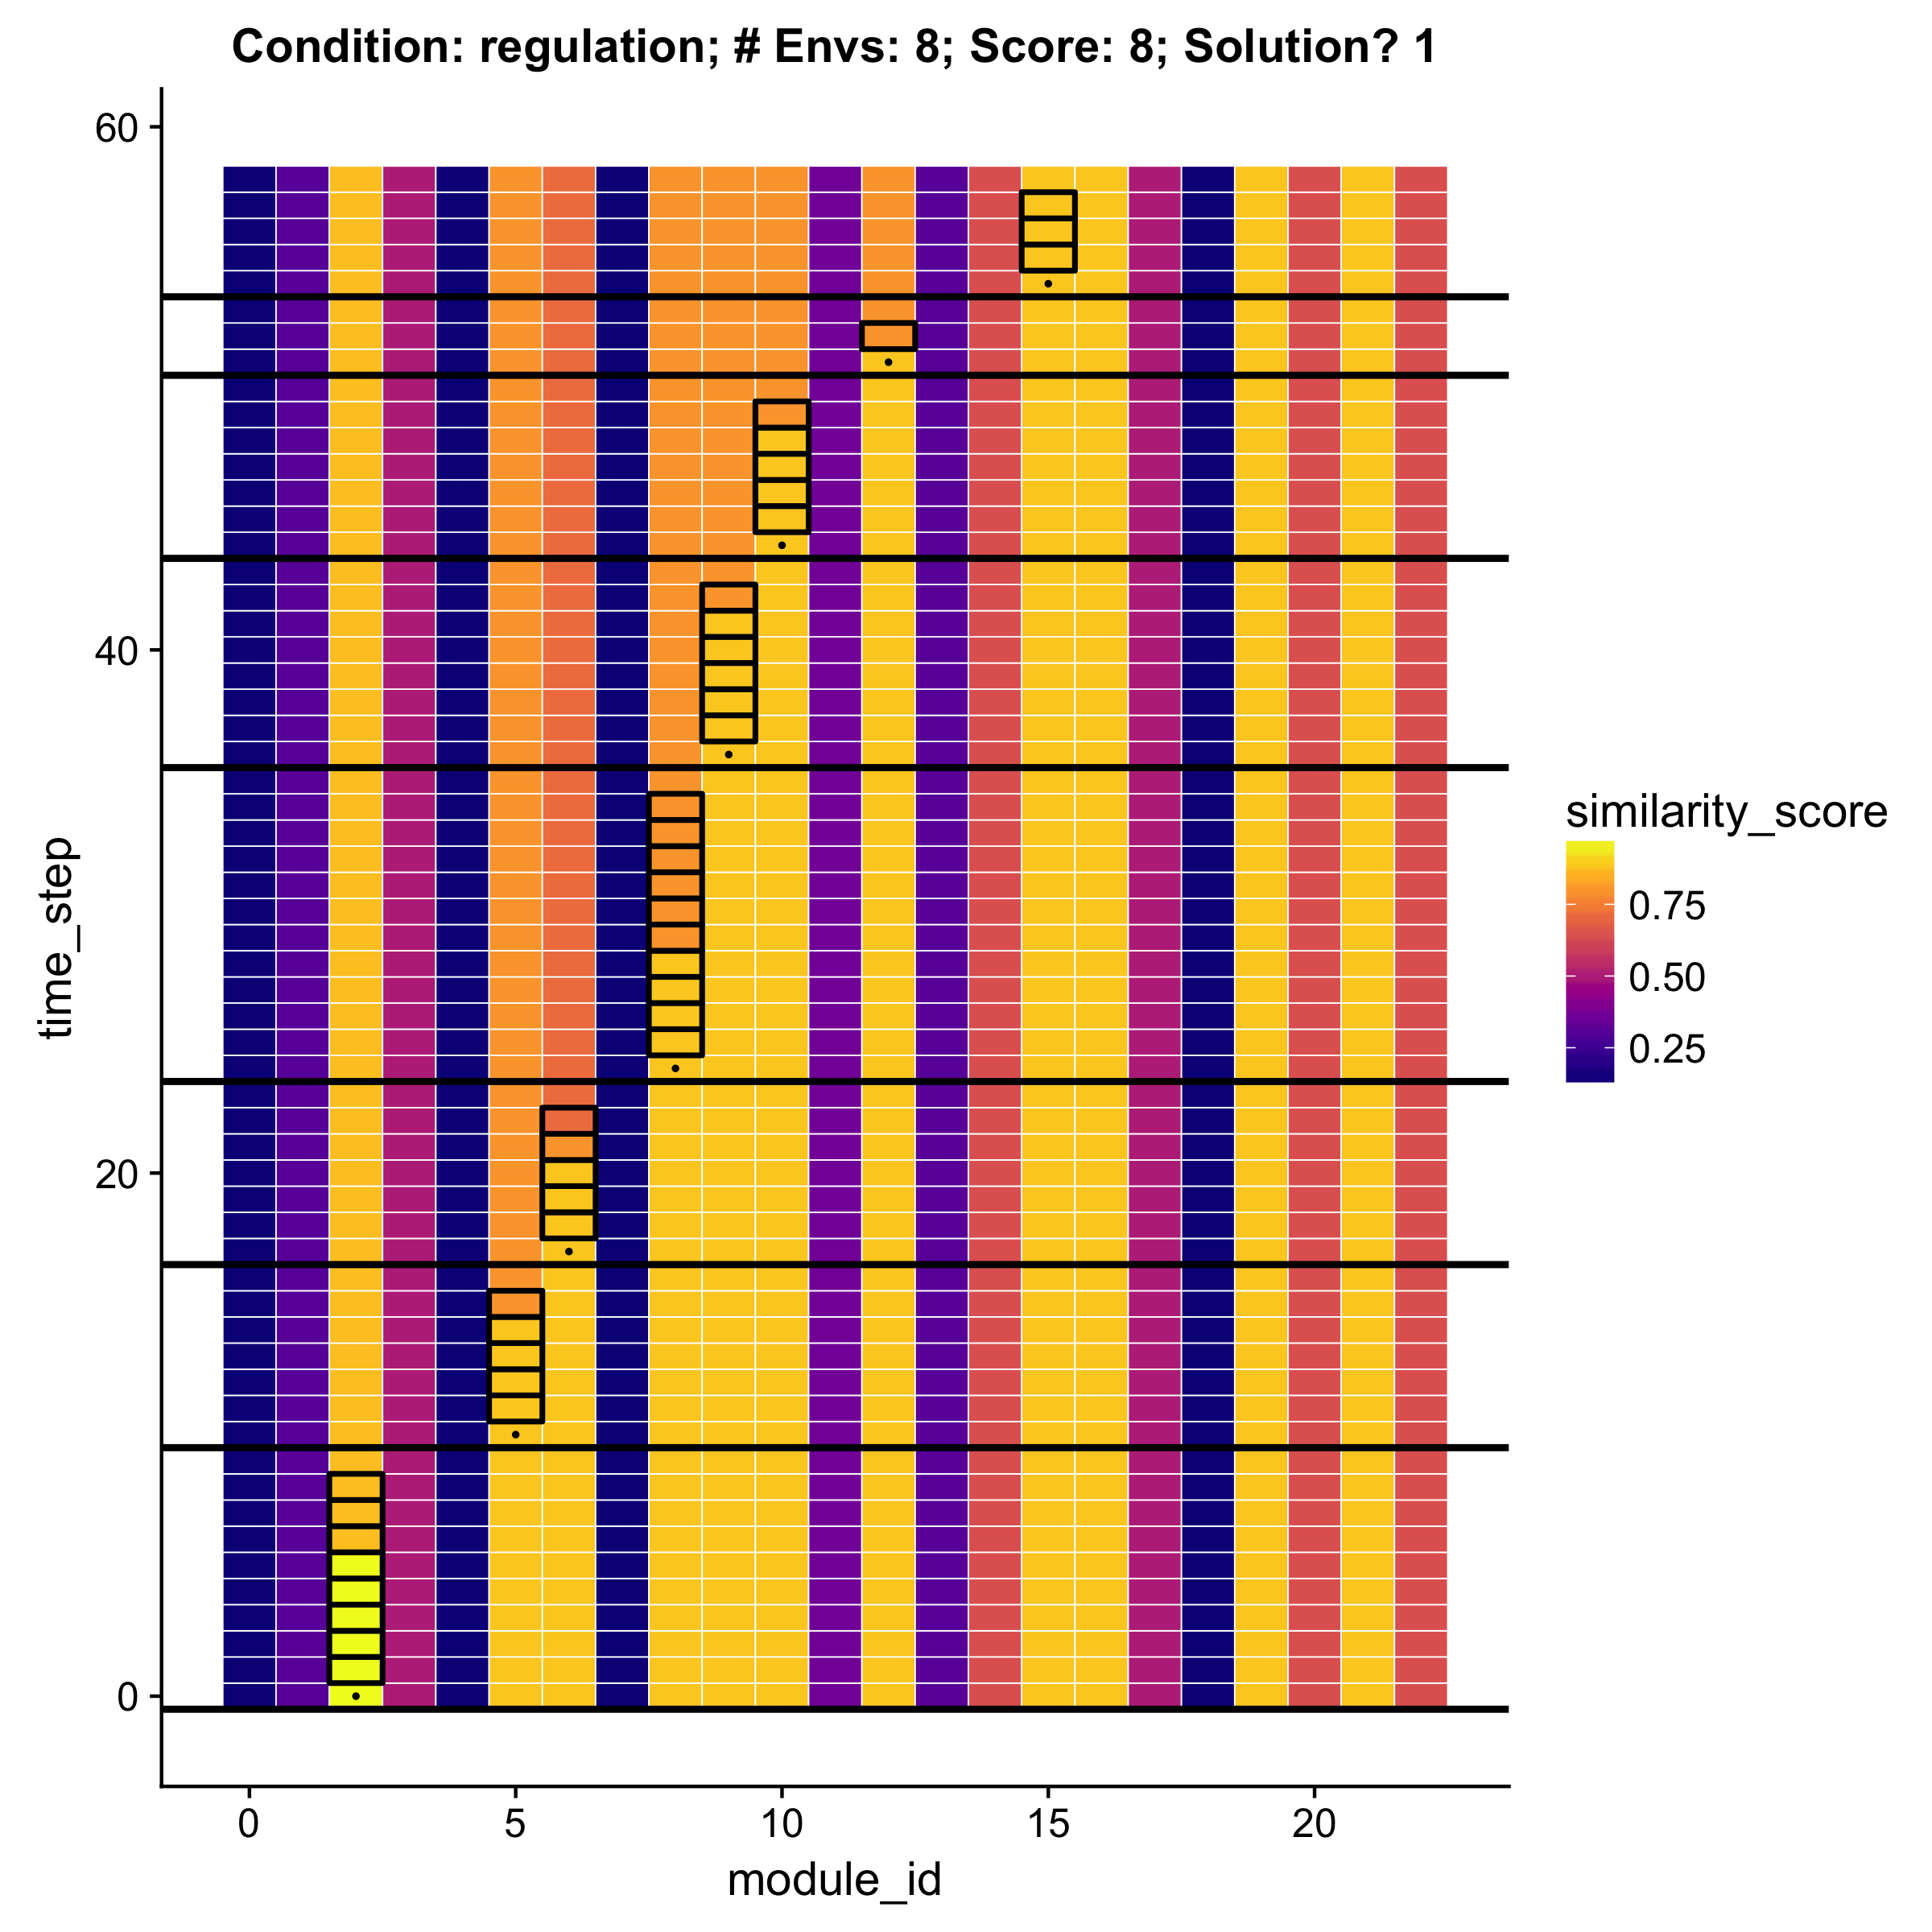 Condition: regulation; # Envs: 8; Score: 8; Solution? 1
60
40
20
0
time_step
0 5 10 15 20
module_id
similarity_score
0.75
0.50
0.25